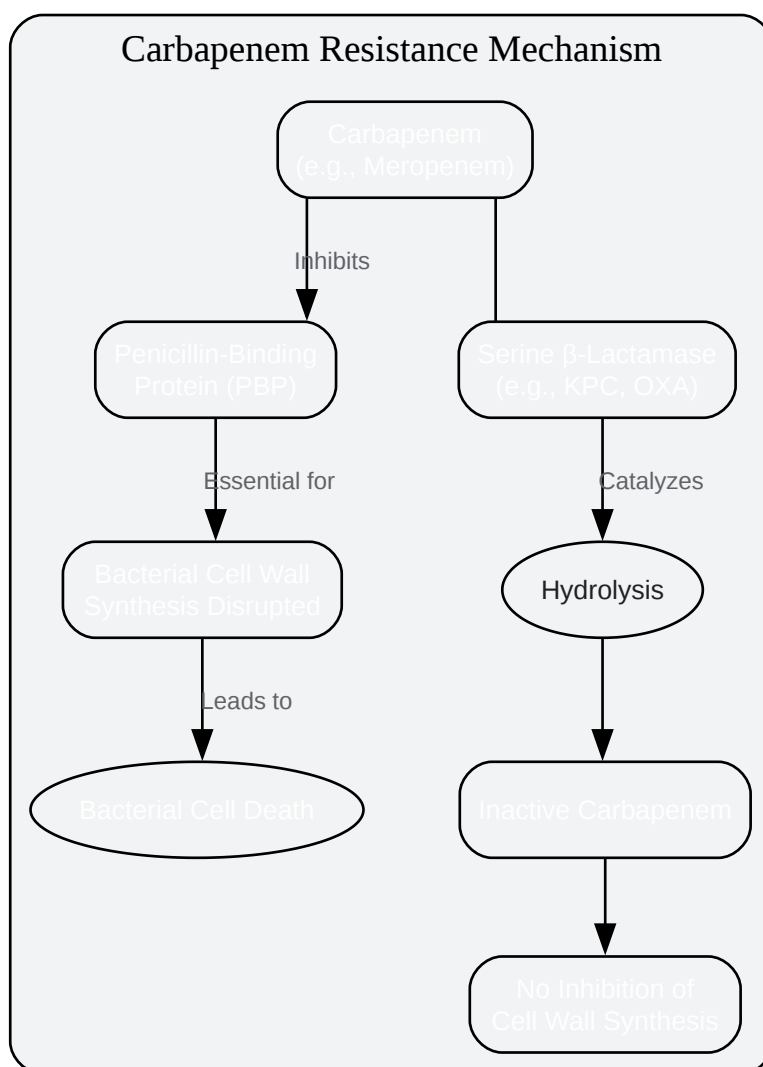 Carbapenem Resistance Mechanism
Carbapenem
(e.g., Meropenem)
Inhibits
Penicillin-Binding
Protein (PBP)
Serine β-Lactamase
(e.g., KPC, OXA)
Essential for
Catalyzes
Bacterial Cell Wall
Synthesis Disrupted
Hydrolysis
Leads to
Bacterial Cell Death
Inactive Carbapenem
No Inhibition of
Cell Wall Synthesis